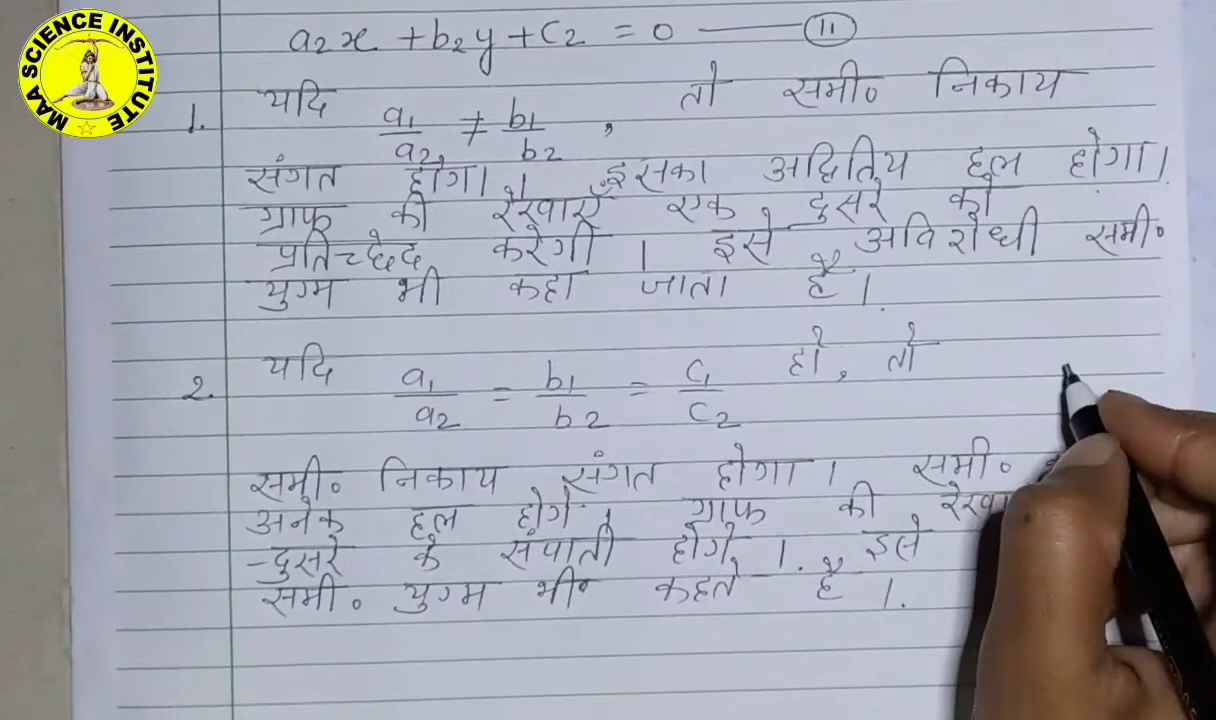 MAA SCIENCE INSTITUTE
a₂x + b₂y + c₂ = 0 — (11)
1. यदि a₁/a₂ ≠ b₁/b₂ , तो समी० निकाय
संगत होगा। इसका अद्वितिय हल होगा।
ग्राफ की रेखाएँ एक दुसरे को
प्रतिच्छेद करेगी । इसे अविरोधी समी०
युग्म भी कहा जाता है ।
2. यदि a₁/a₂ = b₁/b₂ = c₁/c₂ हो, तो
समी० निकाय संगत होगा। समी०
अनेक हल होगे । ग्राफ की
-दुसरे के संपाती होगें । इसे
समी० युग्म भी कहते है ।